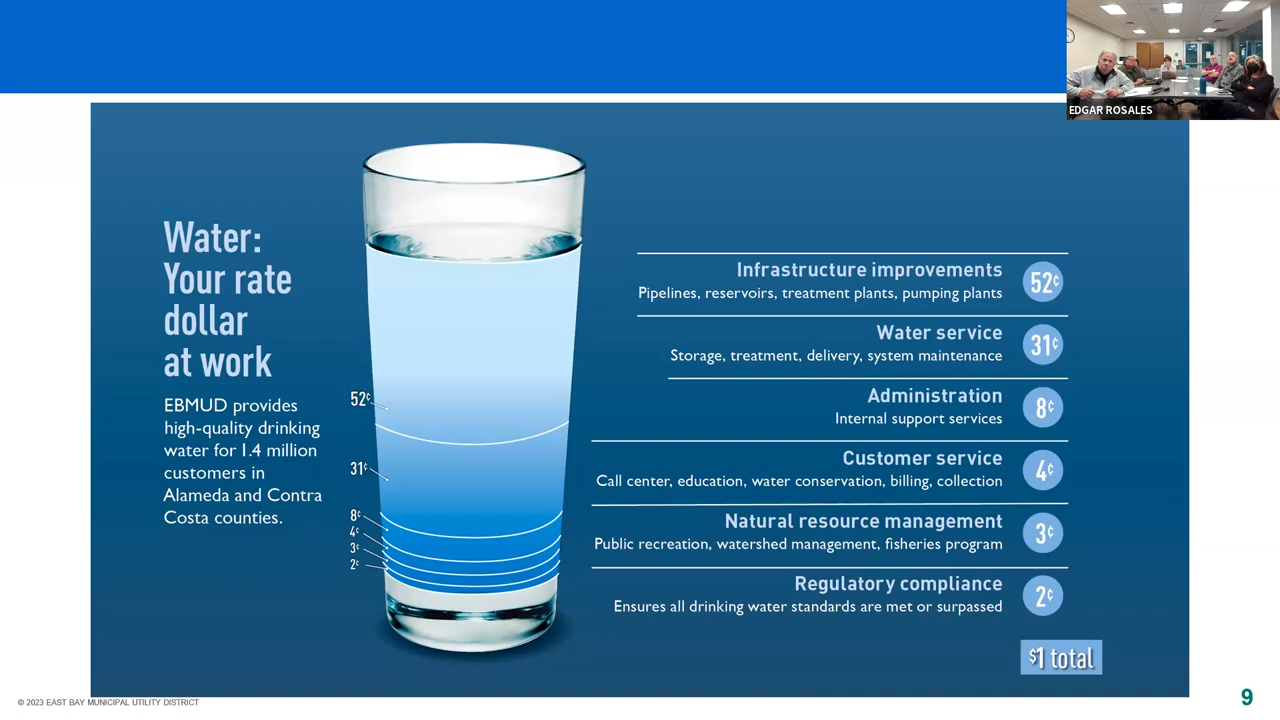 EDGAR ROSALES
Water:
Your rate
dollar
at work
EBMUD provides
high-quality drinking
water for 1.4 million
customers in
Alameda and Contra
Costa counties.
52¢
31¢
8¢
4¢
3¢
2¢
Infrastructure improvements
Pipelines, reservoirs, treatment plants, pumping plants
52¢
Water service
Storage, treatment, delivery, system maintenance
31¢
Administration
Internal support services
8¢
Customer service
Call center, education, water conservation, billing, collection
4¢
Natural resource management
Public recreation, watershed management, fisheries program
3¢
Regulatory compliance
Ensures all drinking water standards are met or surpassed
2¢
$1 total
© 2023 EAST BAY MUNICIPAL UTILITY DISTRICT
9